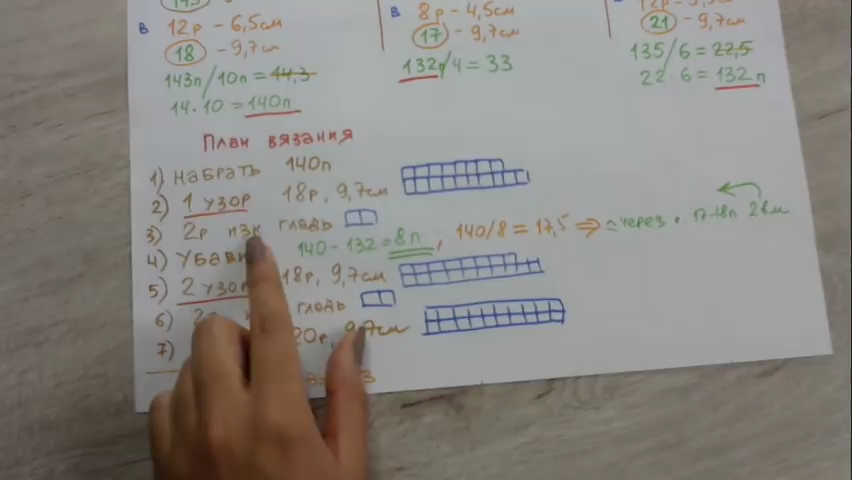 143
в 12р - 6,5см
18 - 9,7см
143п/10п = 14,3
14·10 = 140п
в 8р - 4,5см
17 - 9,7см
132п/4 = 33
21 - 9,7см
135/6 = 22,5
22·6 = 132п
План вязания
1) набрать 140п
2) 1 узор 18р, 9,7см
3) 2р изн гладь
4) 140-132=8п, 140/8 = 17,5 ⇒ ≈через 17-18п 2вм
5) 2 узор 18р, 9,7см
6) гладь
7) 20р, 9,7см